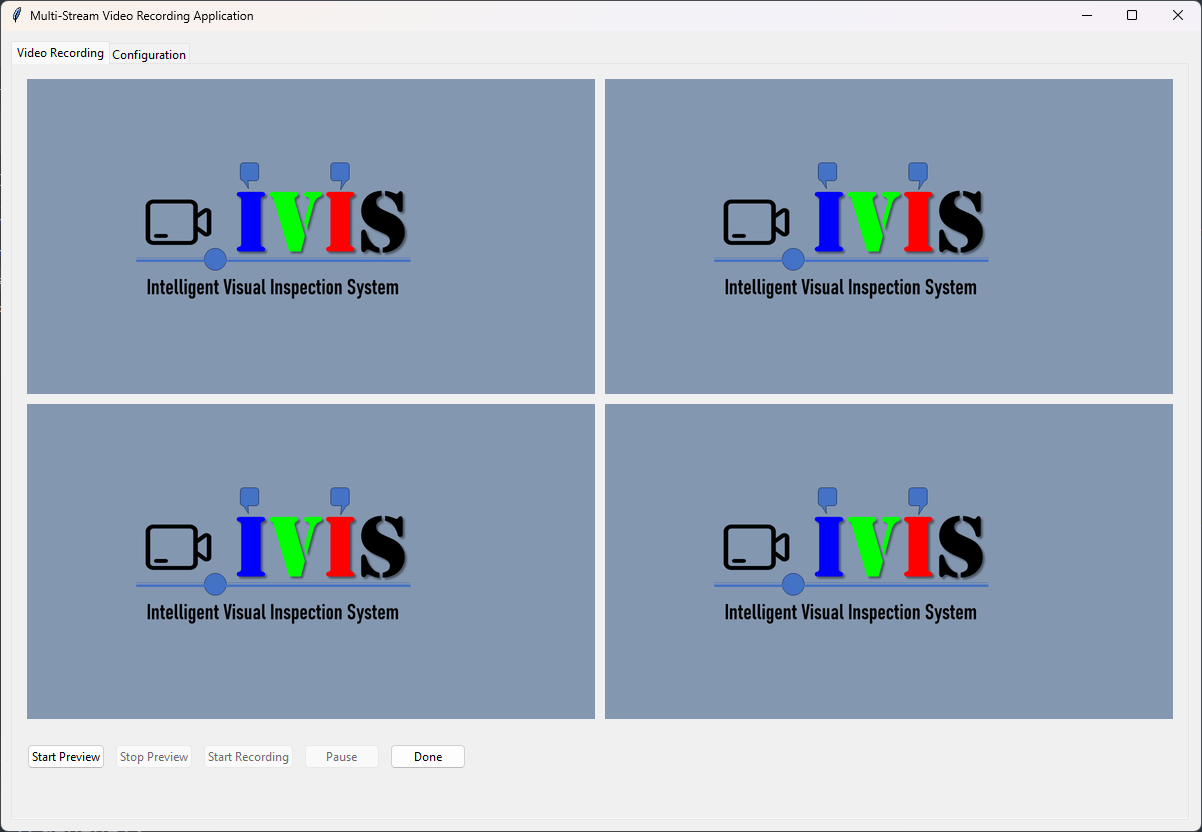 Multi-Stream Video Recording Application
Video Recording Configuration
IVIS IVIS
Intelligent Visual Inspection System Intelligent Visual Inspection System
IVIS IVIS
Intelligent Visual Inspection System Intelligent Visual Inspection System
Start Preview Stop Preview Start Recording Pause Done